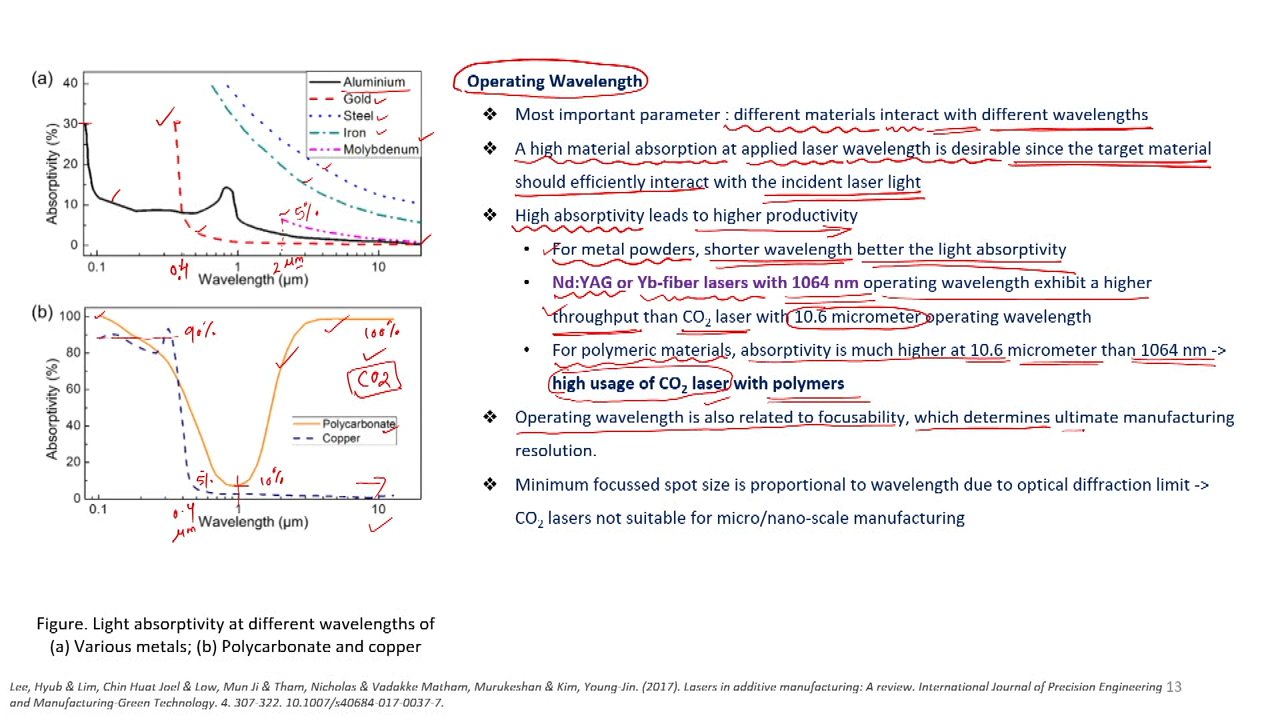 (a)
40
30
20
10
0
Absorptivity (%)
Aluminium
Gold
Steel
Iron
Molybdenum
~ 5%
0.1
1
10
0.4
2 μm
Wavelength (μm)
(b)
100
80
60
40
20
0
Absorptivity (%)
90%
100%
CO2
Polycarbonate
Copper
5%
10%
0.1
1
10
0.4
μm
Wavelength (μm)
Figure. Light absorptivity at different wavelengths of
(a) Various metals; (b) Polycarbonate and copper
Operating Wavelength
❖ Most important parameter : different materials interact with different wavelengths
❖ A high material absorption at applied laser wavelength is desirable since the target material
should efficiently interact with the incident laser light
❖ High absorptivity leads to higher productivity
• For metal powders, shorter wavelength better the light absorptivity
• Nd:YAG or Yb-fiber lasers with 1064 nm operating wavelength exhibit a higher
throughput than CO2 laser with 10.6 micrometer operating wavelength
• For polymeric materials, absorptivity is much higher at 10.6 micrometer than 1064 nm ->
high usage of CO2 laser with polymers
❖ Operating wavelength is also related to focusability, which determines ultimate manufacturing
resolution.
❖ Minimum focussed spot size is proportional to wavelength due to optical diffraction limit ->
CO2 lasers not suitable for micro/nano-scale manufacturing
Lee, Hyub & Lim, Chin Huat Joel & Low, Mun Ji & Tham, Nicholas & Vadakke Matham, Murukeshan & Kim, Young-Jin. (2017). Lasers in additive manufacturing: A review. International Journal of Precision Engineering 13
and Manufacturing-Green Technology. 4. 307-322. 10.1007/s40684-017-0037-7.